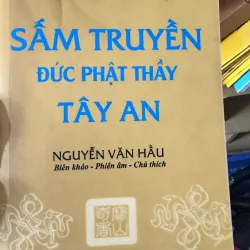 SẤM TRUYỀN
ĐỨC PHẬT THẦY
TÂY AN
NGUYỄN VĂN HẦU
Biên khảo - Phiên âm - Chú thích